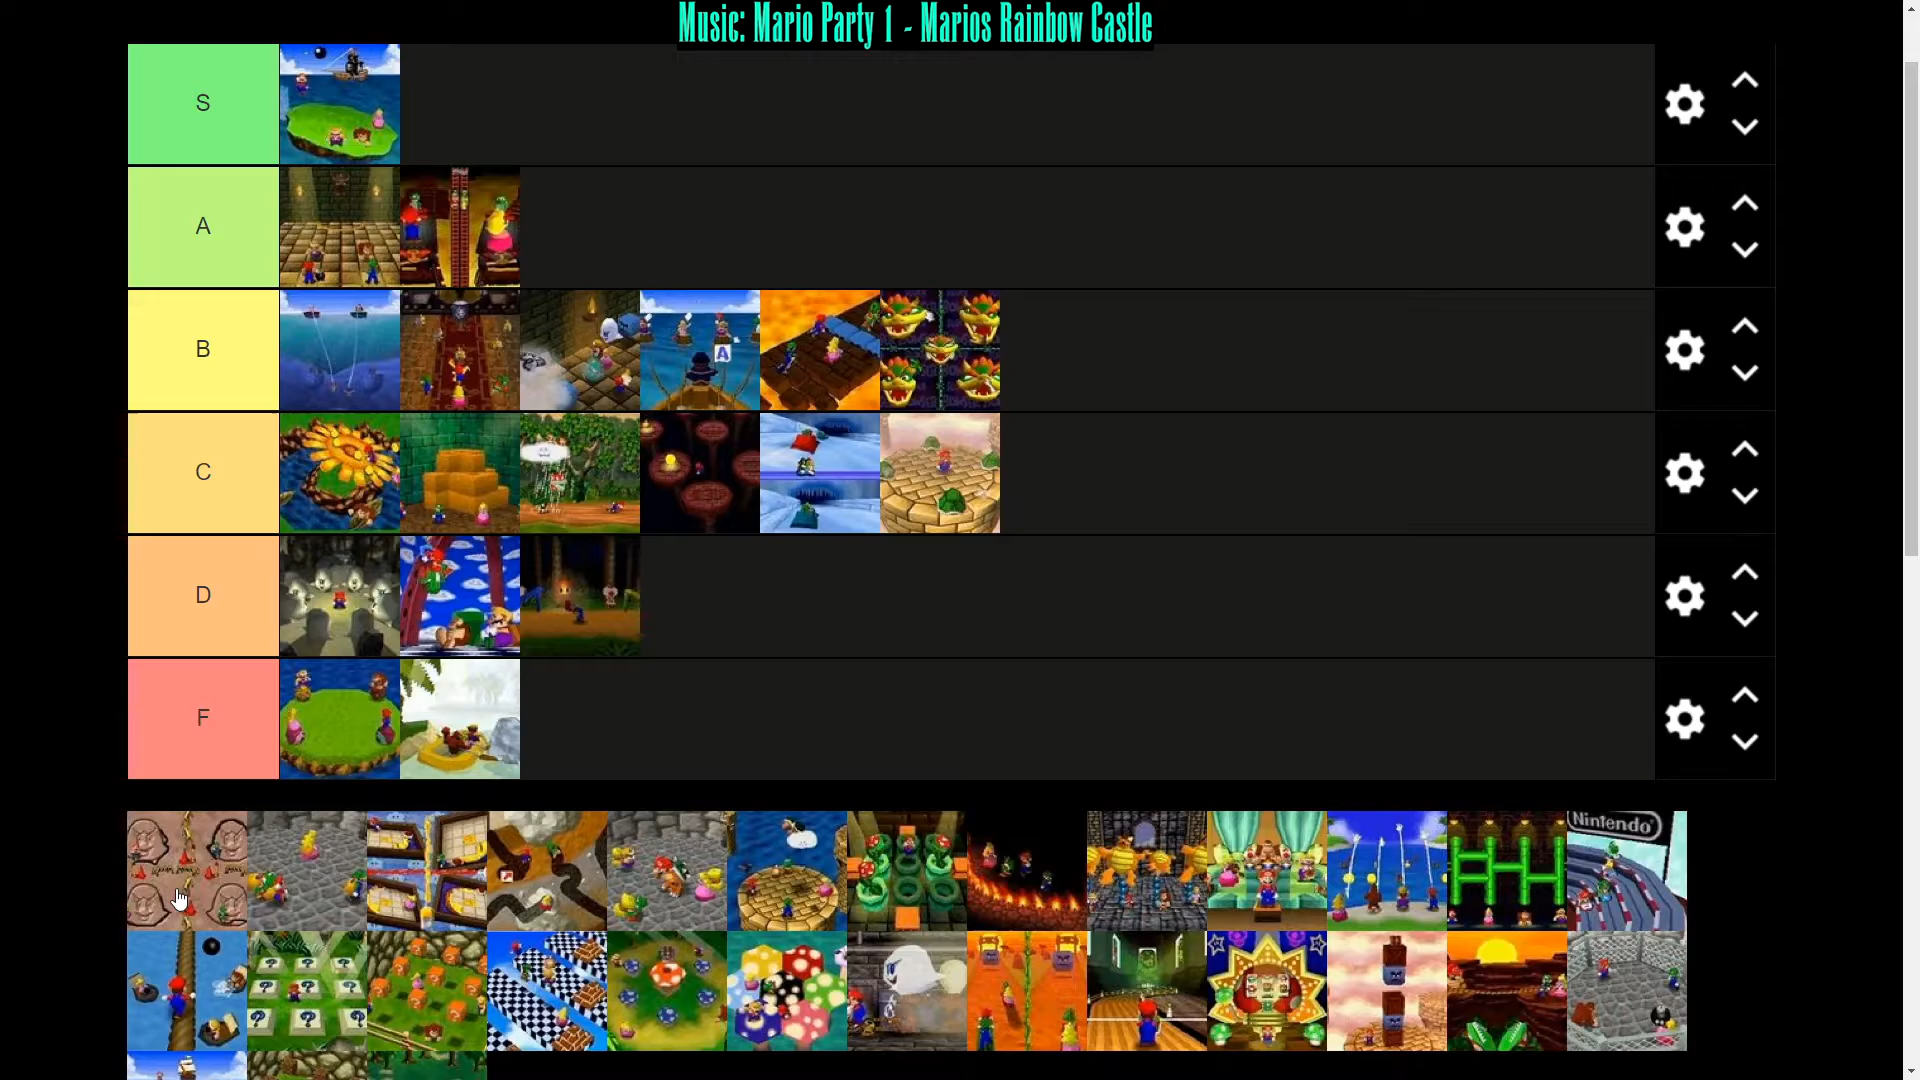 Music: Mario Party 1 - Marios Rainbow Castle
S
A
A
B
C
D
F
Nintendo
? ? ?
? ?
? ? ?